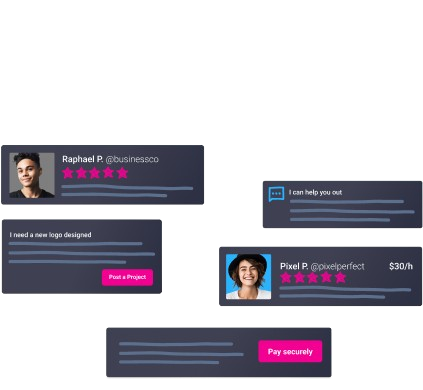 Raphael P. @businessco
I can help you out
I need a new logo designed
Post a Project
Pixel P. @pixelperfect $30/h
Pay securely